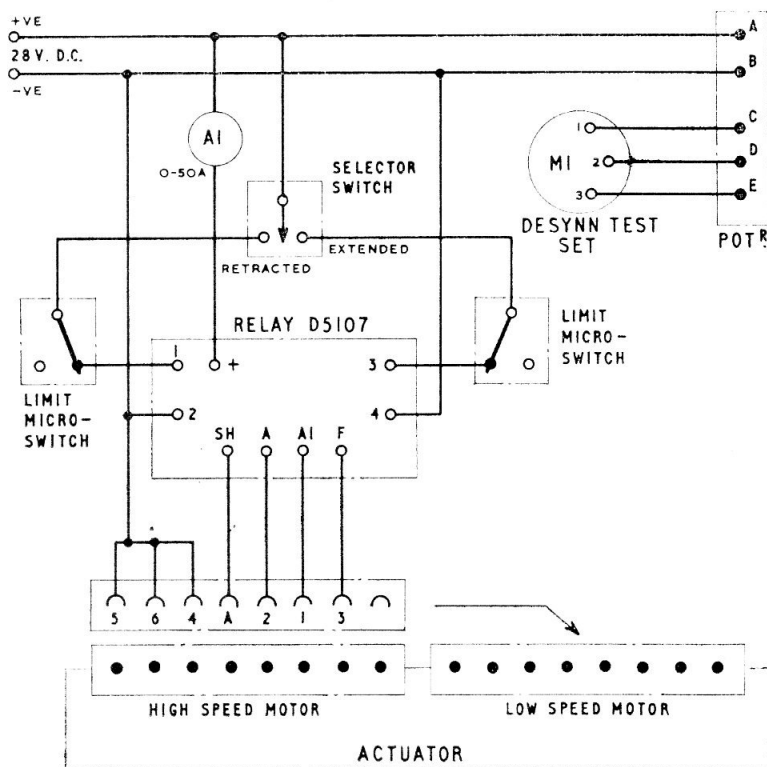 +VE
28 V. D.C.
-VE
A
B
C
D
E
POTR
A1
0-50A
SELECTOR
SWITCH
RETRACTED
EXTENDED
1
2
3
M1
DESYNN TEST
SET
RELAY D5107
LIMIT
MICRO-
SWITCH
LIMIT
MICRO-
SWITCH
1
+
3
2
4
SH A A1 F
5 6 4 A 2 1 3
HIGH SPEED MOTOR
LOW SPEED MOTOR
ACTUATOR